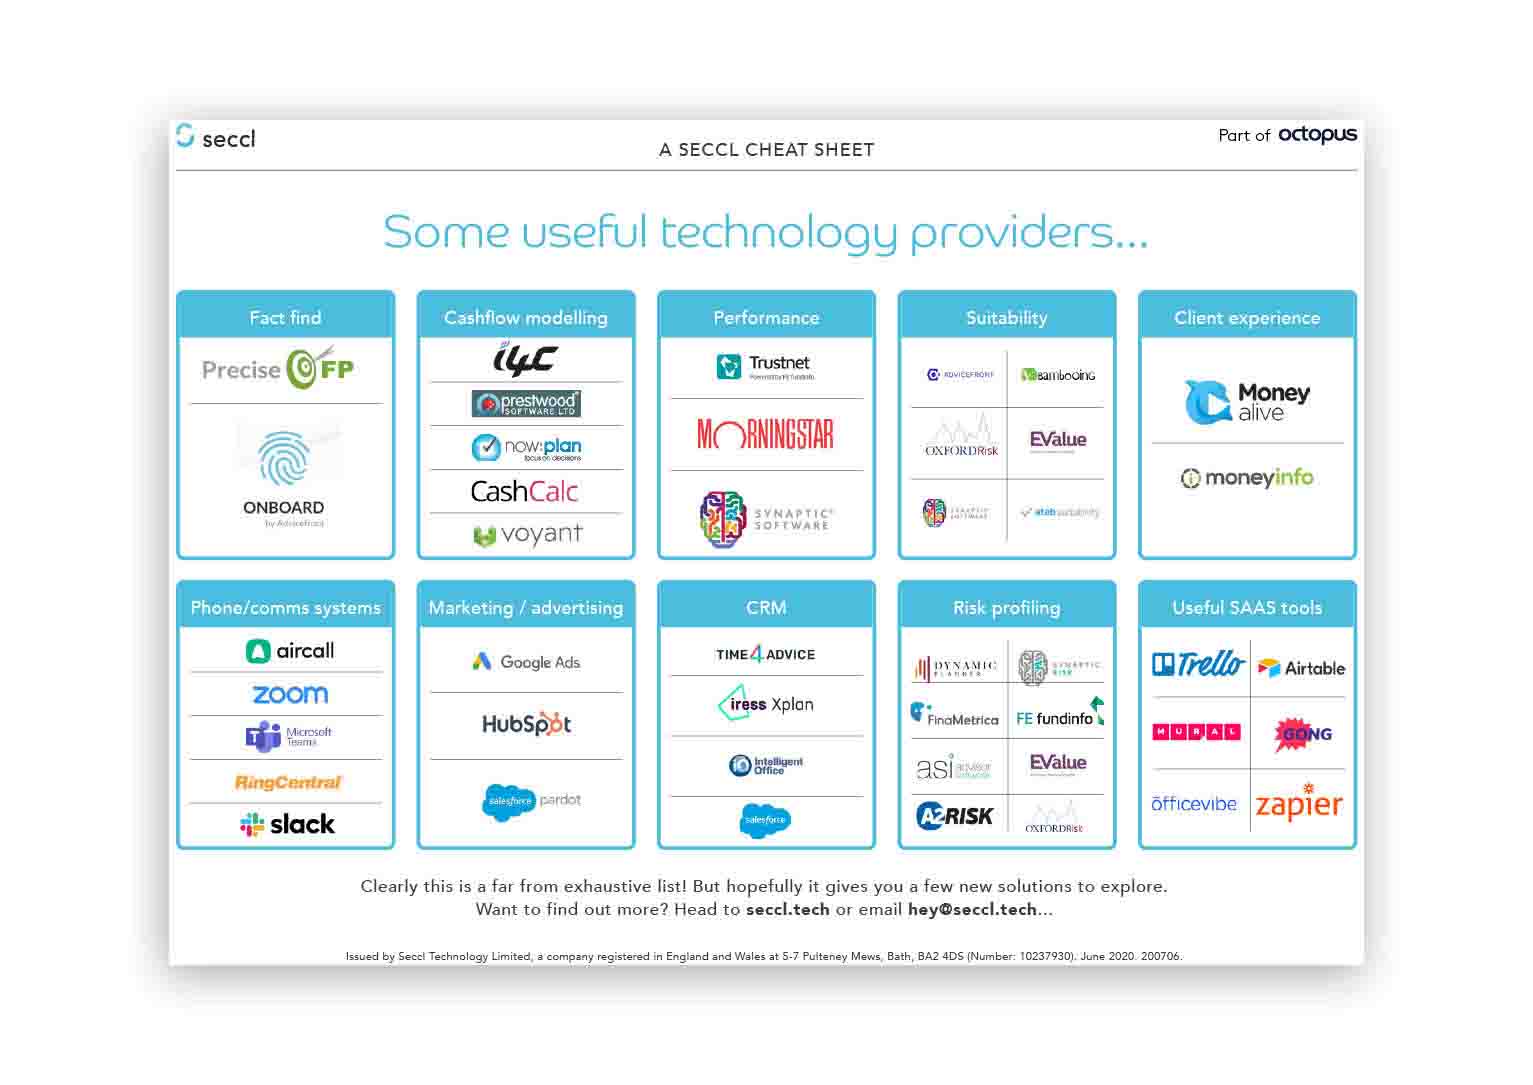 seccl
A SECCL CHEAT SHEET
Part of octopus
Some useful technology providers...
Fact find
Precise FP
ONBOARD
by Advicefront
Cashflow modelling
i4C
prestwood
SOFTWARE LTD
now:plan
focus on decisions
CashCalc
voyant
Performance
Trustnet
Powered by FE fundinfo
MORNINGSTAR
SYNAPTIC®
SOFTWARE
Suitability
ADVICEFRONT
Bambooing
OXFORDRisk
EValue
SYNAPTIC
SOFTWARE
ateb suitability
Client experience
Money
alive
moneyinfo
Phone/comms systems
aircall
zoom
Microsoft
Teams
RingCentral
slack
Marketing / advertising
Google Ads
HubSpot
salesforce pardot
CRM
TIME4ADVICE
iress Xplan
io Intelligent
Office
salesforce
Risk profiling
DYNAMIC
PLANNER
SYNAPTIC
RISK
FinaMetrica
FE fundinfo
asi advisor
software
EValue
A2RISK
OXFORDRisk
Useful SAAS tools
Trello
Airtable
MURAL
GONG
officevibe
zapier
Clearly this is a far from exhaustive list! But hopefully it gives you a few new solutions to explore.
Want to find out more? Head to seccl.tech or email hey@seccl.tech...
Issued by Seccl Technology Limited, a company registered in England and Wales at 5-7 Pulteney Mews, Bath, BA2 4DS (Number: 10237930). June 2020. 200706.